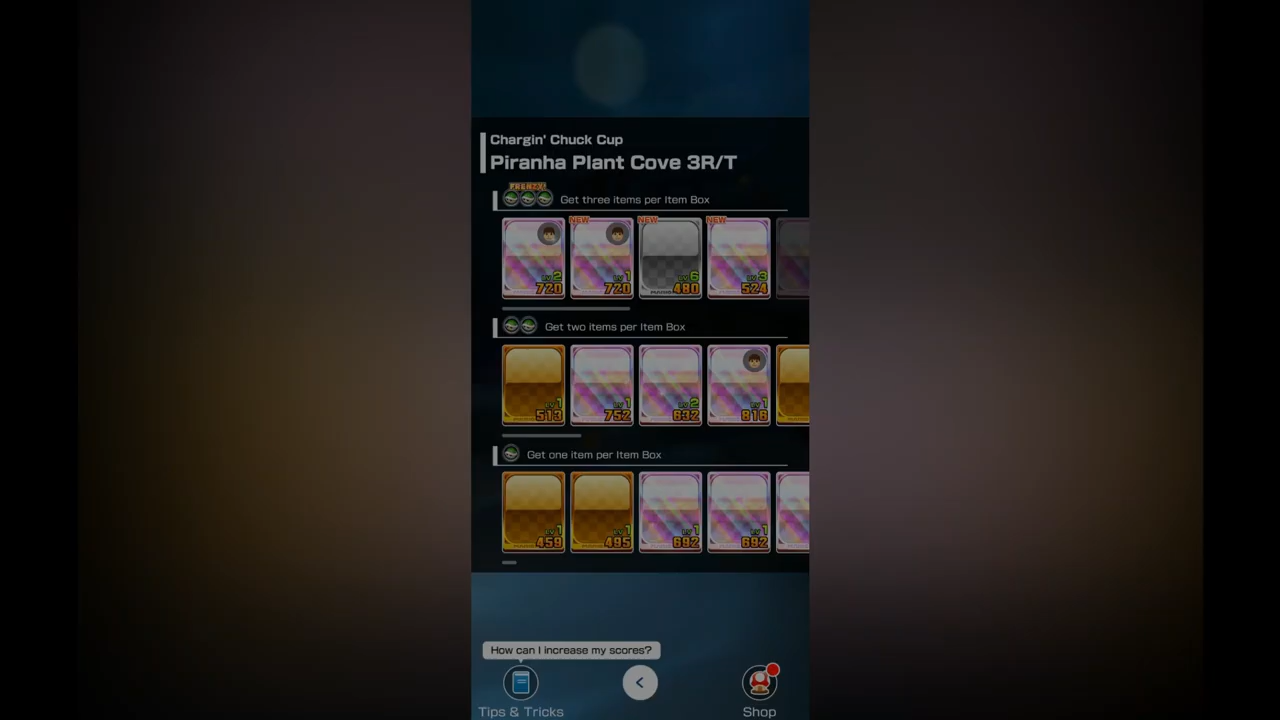 Chargin' Chuck Cup
Piranha Plant Cove 3R/T
FRENZY!
Get three items per Item Box
NEW NEW NEW
Lv.2 Lv.1 Lv.6 Lv.3
720 720 480 524
Get two items per Item Box
Lv.1 Lv.1 Lv.2 Lv.1
513 752 632 816
Get one item per Item Box
Lv.1 Lv.1 Lv.1 Lv.1
459 495 692 692
How can I increase my scores?
Tips & Tricks
Shop